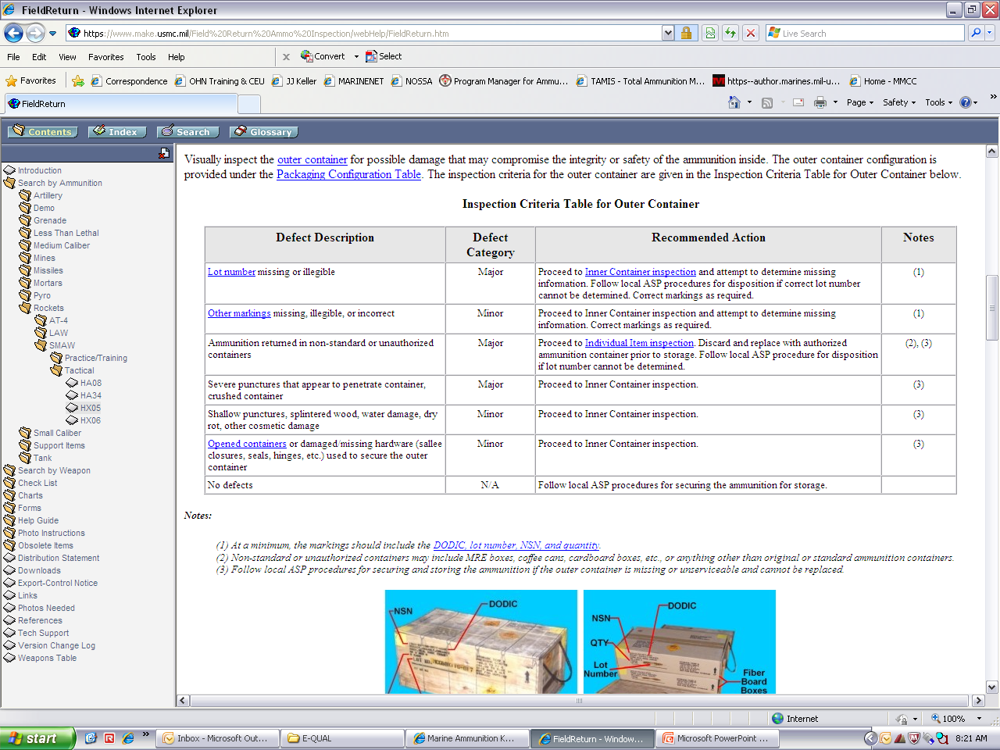 FieldReturn - Windows Internet Explorer
https://www.make.usmc.mil/Field%20Return%20Ammo%20Inspection/webHelp/FieldReturn.htm
Live Search
File Edit View Favorites Tools Help
x Convert Select
Favorites Correspondence OHN Training & CEU JJ Keller MARINENET NOSSA Program Manager for Ammu... TAMIS - Total Ammunition M... https--author.marines.mil-u... Home - MMCC
FieldReturn
Page Safety Tools
Contents Index Search Glossary
Introduction
Search by Ammunition
Artillery
Demo
Grenade
Less Than Lethal
Medium Caliber
Mines
Missiles
Mortars
Pyro
Rockets
AT-4
LAW
SMAW
Practice/Training
Tactical
HA08
HA34
HX05
HX06
Small Caliber
Support Items
Tank
Search by Weapon
Check List
Charts
Forms
Help Guide
Photo Instructions
Obsolete Items
Distribution Statement
Downloads
Export-Control Notice
Links
Photos Needed
References
Tech Support
Version Change Log
Weapons Table
Visually inspect the outer container for possible damage that may compromise the integrity or safety of the ammunition inside. The outer container configuration is
provided under the Packaging Configuration Table. The inspection criteria for the outer container are given in the Inspection Criteria Table for Outer Container below.
Inspection Criteria Table for Outer Container
Defect Description
Defect
Category
Recommended Action
Notes
Lot number missing or illegible
Major
Proceed to Inner Container inspection and attempt to determine missing
information. Follow local ASP procedures for disposition if correct lot number
cannot be determined. Correct markings as required.
(1)
Other markings missing, illegible, or incorrect
Minor
Proceed to Inner Container inspection and attempt to determine missing
information. Correct markings as required.
(1)
Ammunition returned in non-standard or unauthorized
containers
Major
Proceed to Individual Item inspection. Discard and replace with authorized
ammunition container prior to storage. Follow local ASP procedure for disposition
if lot number cannot be determined.
(2), (3)
Severe punctures that appear to penetrate container,
crushed container
Major
Proceed to Inner Container inspection.
(3)
Shallow punctures, splintered wood, water damage, dry
rot, other cosmetic damage
Minor
Proceed to Inner Container inspection.
(3)
Opened containers or damaged/missing hardware (sallee
closures, seals, hinges, etc.) used to secure the outer
container
Minor
Proceed to Inner Container inspection.
(3)
No defects
N/A
Follow local ASP procedures for securing the ammunition for storage.
Notes:
(1) At a minimum, the markings should include the DODIC, lot number, NSN, and quantity.
(2) Non-standard or unauthorized containers may include MRE boxes, coffee cans, cardboard boxes, etc., or anything other than original or standard ammunition containers.
(3) Follow local ASP procedures for securing and storing the ammunition if the outer container is missing or unserviceable and cannot be replaced.
NSN
DODIC
DODIC
NSN
QTY
Lot
Number
Fiber
Board
Boxes
Internet
100%
start
Inbox - Microsoft Out...
E-QUAL
Marine Ammunition K...
FieldReturn - Window...
Microsoft PowerPoint ...
8:21 AM